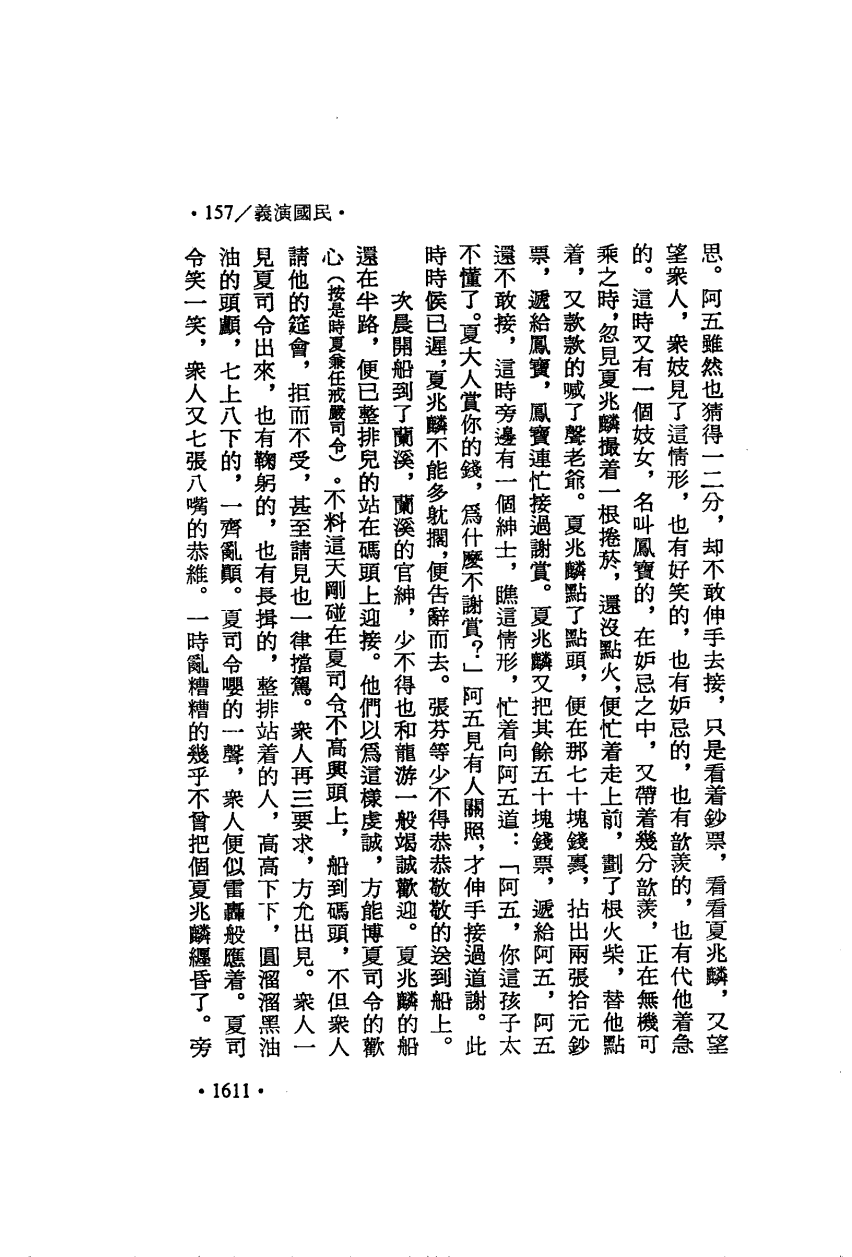 ·157／義演國民·
思。阿五雖然也猜得一二分，却不敢伸手去接，只是看着鈔票，看看夏兆麟，又望
望衆人，衆妓見了這情形，也有好笑的，也有妒忌的，也有歆羨的，也有代他着急
的。這時又有一個妓女，名叫鳳寶的，在妒忌之中，又帶着幾分歆羨，正在無機可
乘之時，忽見夏兆麟撮着一根捲菸，還沒點火，便忙着走上前，劃了根火柴，替他點
着，又款款的喊了聲老爺。夏兆麟點了點頭，便在那七十塊錢裏，拈出兩張拾元鈔
票，遞給鳳寶，鳳寶連忙接過謝賞。夏兆麟又把其餘五十塊錢票，遞給阿五，阿五
還不敢接，這時旁邊有一個紳士，瞧這情形，忙着向阿五道：「阿五，你這孩子太
不懂了。夏大人賞你的錢，爲什麼不謝賞？」阿五見有人關照，才伸手接過道謝。此
時時候已遲，夏兆麟不能多躭擱，便告辭而去。張芬等少不得恭恭敬敬的送到船上。
次晨開船到了蘭溪，蘭溪的官紳，少不得也和龍游一般竭誠歡迎。夏兆麟的船
還在半路，便已整排兒的站在碼頭上迎接。他們以爲這樣虔誠，方能博夏司令的歡
心（按是時夏兼任戒嚴司令）。不料這天剛碰在夏司令不高興頭上，船到碼頭，不但衆人
請他的筵會，拒而不受，甚至請見也一律擋駕。衆人再三要求，方允出見。衆人一
見夏司令出來，也有鞠躬的，也有長揖的，整排站着的人，高高下下，圓溜溜黑油
油的頭顱，七上八下的，一齊亂顛。夏司令嚶的一聲，衆人便似雷轟般應着。夏司
令笑一笑，衆人又七張八嘴的恭維。一時亂糟糟的幾乎不曾把個夏兆麟纏昏了。旁
·1611·